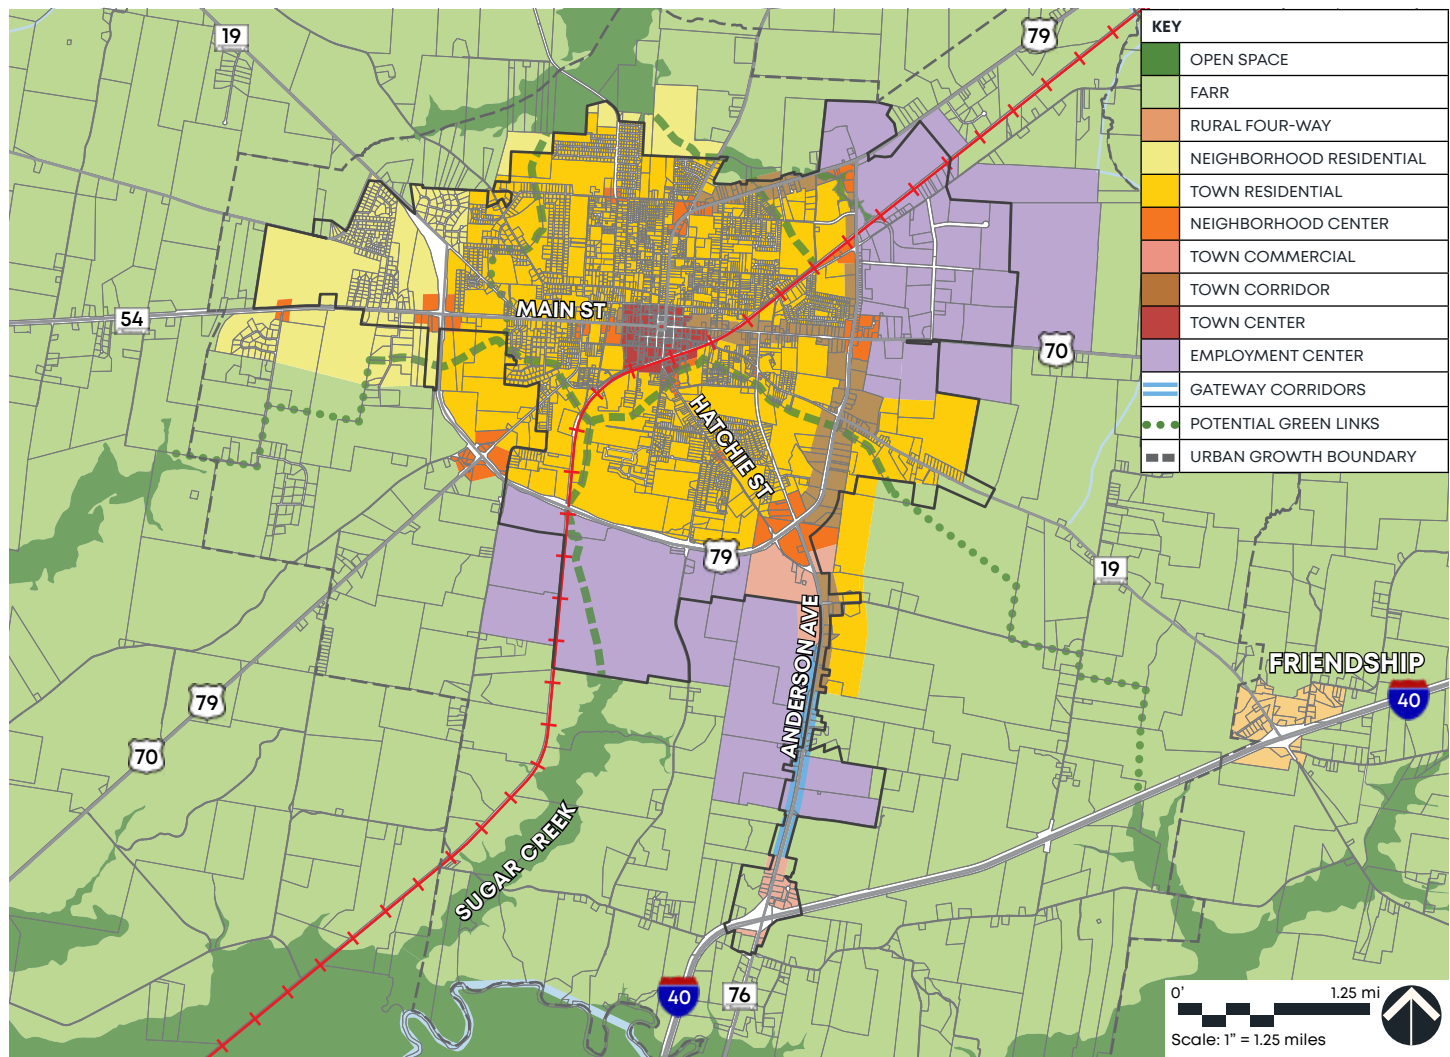 KEY
OPEN SPACE
FARR
RURAL FOUR-WAY
NEIGHBORHOOD RESIDENTIAL
TOWN RESIDENTIAL
NEIGHBORHOOD CENTER
TOWN COMMERCIAL
TOWN CORRIDOR
TOWN CENTER
EMPLOYMENT CENTER
GATEWAY CORRIDORS
POTENTIAL GREEN LINKS
URBAN GROWTH BOUNDARY
19
79
54
MAIN ST
70
HATCHIE ST
79
19
ANDERSON AVE
FRIENDSHIP
40
79
70
SUGAR CREEK
40
76
0' 1.25 mi
Scale: 1" = 1.25 miles